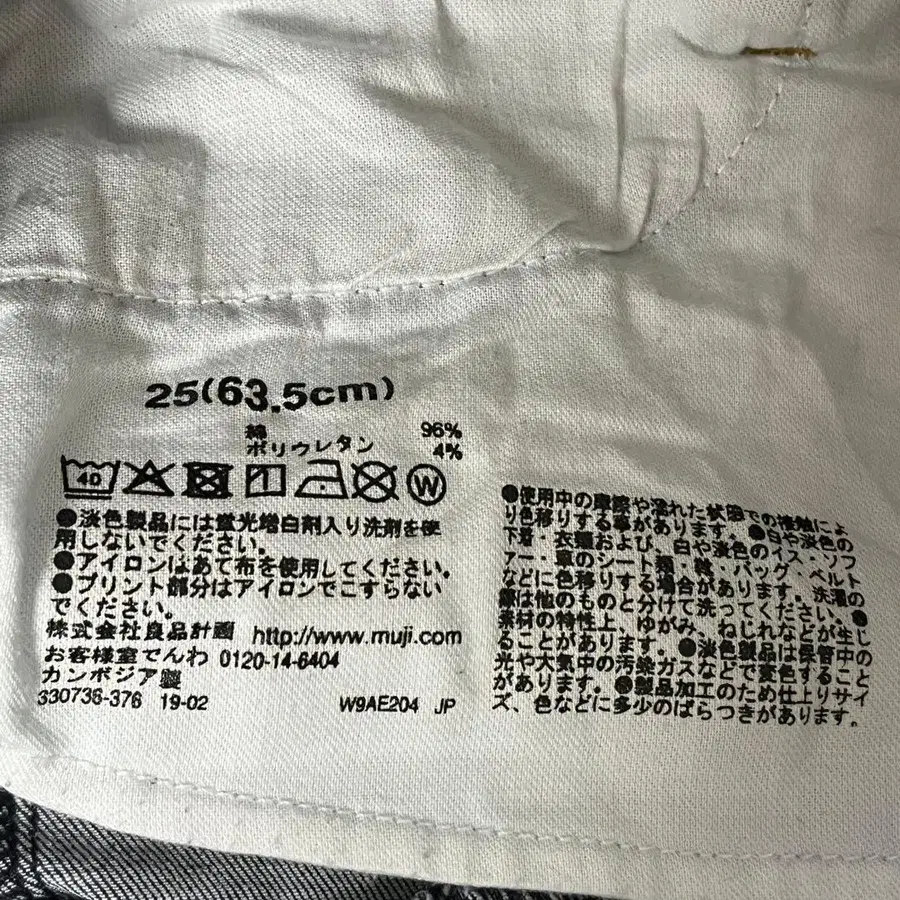 25(63.5cm)
綿 96%
ポリウレタン 4%
40
W
●淡色製品には蛍光増白剤入り洗剤を使
用しないでください。
●アイロンはあて布を使用してください。
●プリント部分はアイロンでこすらない
でください。
株式会社良品計画 http://www.muji.com
お客様室でんわ 0120-14-6404
カンボジア製
330736-376 19-02 W9AE204 JP
●使用中の摩擦や濡れた状態での接触によ
り色移りする事があります。●白や淡色の
下着・衣類および、白や淡色のイス・ソフ
ァー・車のシート類・靴・バッグ・ベルト
などに色移りする場合があります。洗濯の
際は他のものと分けて洗ってください。●
素材の特性上、ゆがみ、ねじれなどが生じ
ることがあります。●淡色製品は保管中の
光や大気中の汚染ガスなどで変色すること
があります。●製品加工のため仕上りサイ
ズ、色などに多少のばらつきがあります。